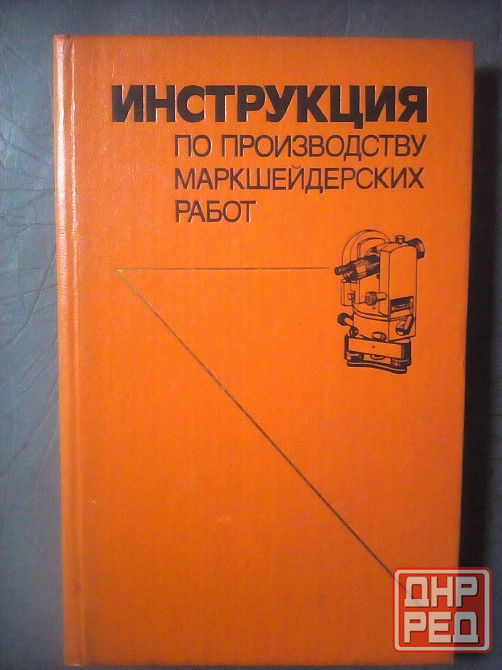 ИНСТРУКЦИЯ
ПО ПРОИЗВОДСТВУ
МАРКШЕЙДЕРСКИХ
РАБОТ
ДНР
РЕД